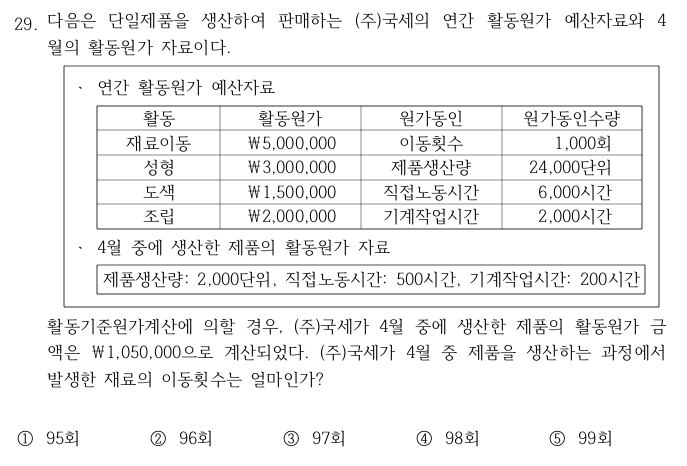 29. 다음은 단일제품을 생산하여 판매하는 (주)국세의 연간 활동원가 예산자료와 4
월의 활동원가 자료이다.
、 연간 활동원가 예산자료
활동 활동원가 원가동인 원가동인수량
재료이동 ₩5,000,000 이동횟수 1,000회
성형 ₩3,000,000 제품생산량 24,000단위
도색 ₩1,500,000 직접노동시간 6,000시간
조립 ₩2,000,000 기계작업시간 2,000시간
、 4월 중에 생산한 제품의 활동원가 자료
제품생산량: 2,000단위, 직접노동시간: 500시간, 기계작업시간: 200시간
활동기준원가계산에 의할 경우, (주)국세가 4월 중에 생산한 제품의 활동원가 금
액은 ₩1,050,000으로 계산되었다. (주)국세가 4월 중 제품을 생산하는 과정에서
발생한 재료의 이동횟수는 얼마인가?
① 95회 ② 96회 ③ 97회 ④ 98회 ⑤ 99회